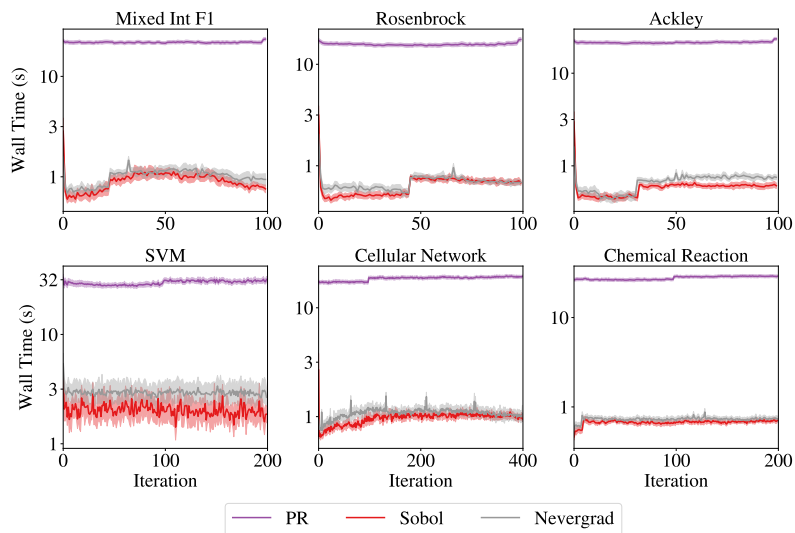 Mixed Int F1
Rosenbrock
Ackley
Wall Time (s)
10
3
1
0 50 100
10
3
1
0 50 100
10
3
1
0 50 100
SVM
Cellular Network
Chemical Reaction
Wall Time (s)
32
10
3
1
0 100 200
Iteration
10
3
1
0 200 400
Iteration
10
1
0 100 200
Iteration
PR Sobol Nevergrad